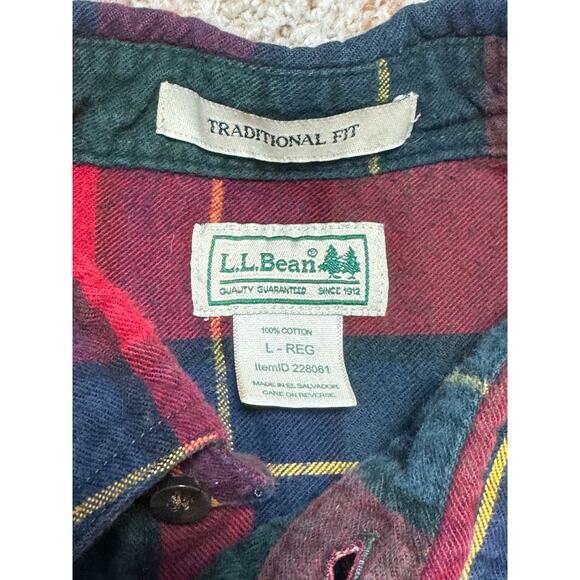 TRADITIONAL FIT
L.L.Bean®
QUALITY GUARANTEED SINCE 1912
100% COTTON
L - REG
ItemID 228061
MADE IN EL SALVADOR
CARE ON REVERSE